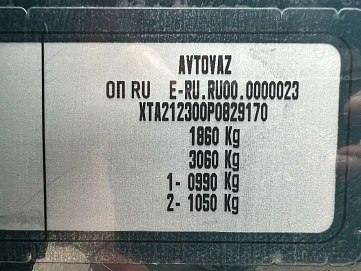 AVTOVAZ
ОП RU E-RU.RU00.0000023
XTA212300P0829170
1860 Kg
3060 Kg
1- 0990 Kg
2- 1050 Kg